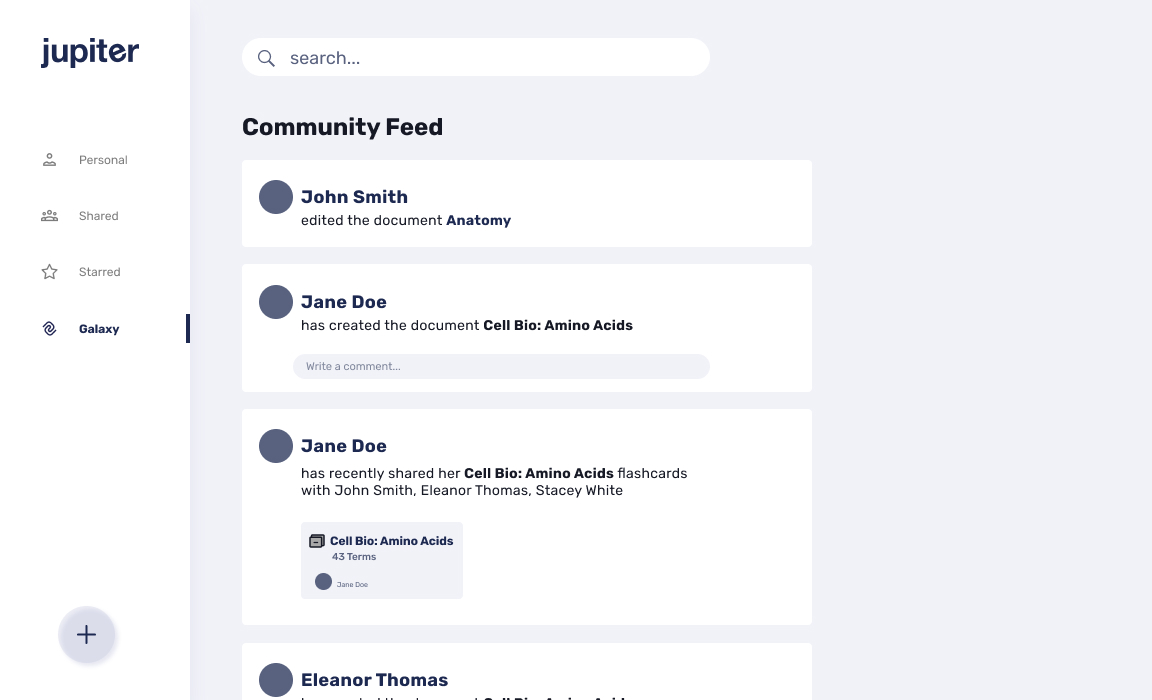 jupiter
search...
Community Feed
Personal
Shared
Starred
Galaxy
John Smith
edited the document Anatomy
Jane Doe
has created the document Cell Bio: Amino Acids
Write a comment...
Jane Doe
has recently shared her Cell Bio: Amino Acids flashcards
with John Smith, Eleanor Thomas, Stacey White
Cell Bio: Amino Acids
43 Terms
Jane Doe
Eleanor Thomas